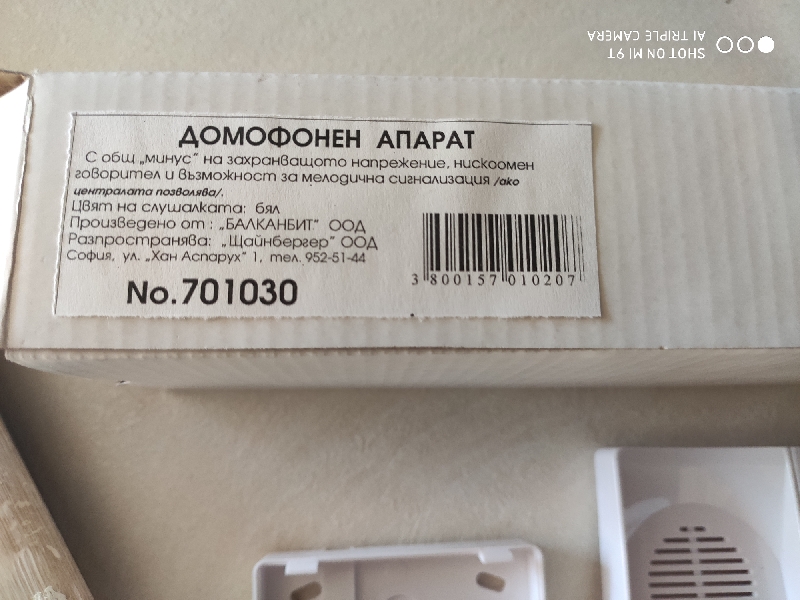 SHOT ON MI 9T
AI TRIPLE CAMERA
ДОМОФОНЕН АПАРАТ
С общ „минус" на захранващото напрежение, нискоомен
говорител и възможност за мелодична сигнализация /ако
централата позволява/.
Цвят на слушалката: бял
Произведено от : „БАЛКАНБИТ" ООД
Разпространява: „Щайнбергер" ООД
София, ул. „Хан Аспарух" 1, тел. 952-51-44
3 800157 010207
No.701030